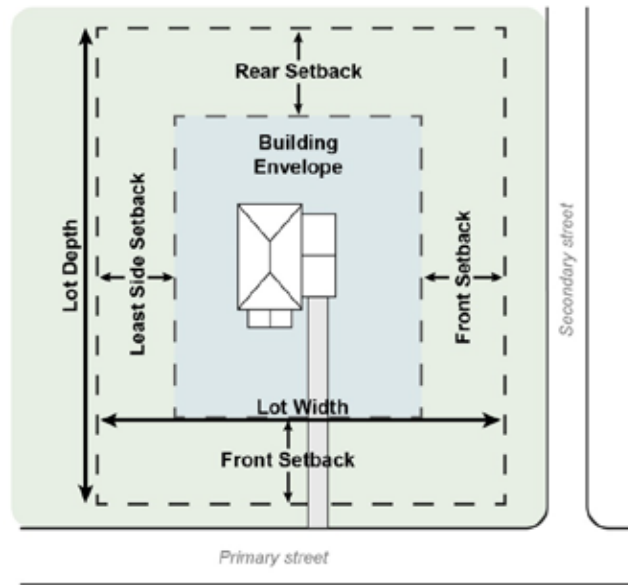 Rear Setback
Building
Envelope
Lot Depth
Least Side Setback
Front Setback
Secondary street
Lot Width
Front Setback
Primary street